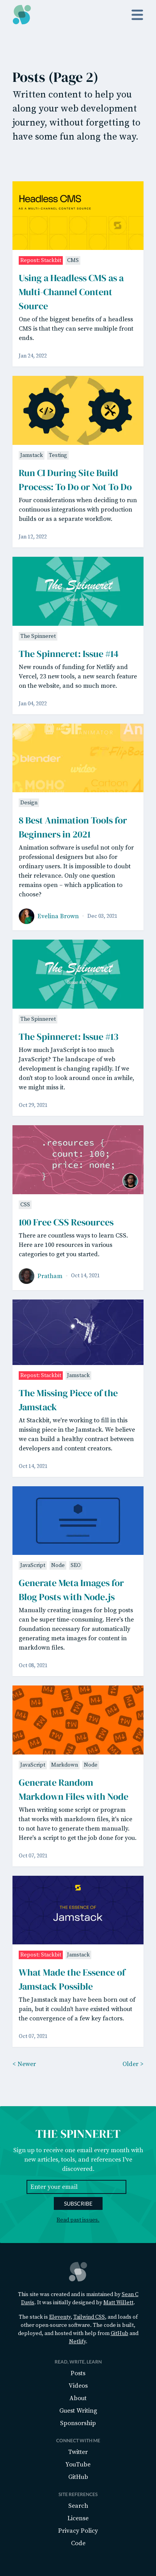 Posts (Page 2)
Written content to help you
along your web development
journey, without forgetting to
have some fun along the way.
Headless CMS
AS A MULTI-CHANNEL CONTENT SOURCE
Repost: Stackbit CMS
Using a Headless CMS as a
Multi-Channel Content
Source
One of the biggest benefits of a headless
CMS is that they can serve multiple front
ends.
Jan 24, 2022
Jamstack Testing
Run CI During Site Build
Process: To Do or Not To Do
Four considerations when deciding to run
continuous integrations with production
builds or as a separate workflow.
Jan 12, 2022
The Spinneret
The Spinneret
The Spinneret: Issue #14
New rounds of funding for Netlify and
Vercel, 23 new tools, a new search feature
on the website, and so much more.
Jan 04, 2022
GIF
blender
video
MOHO
Cartoons
Design
8 Best Animation Tools for
Beginners in 2021
Animation software is useful not only for
professional designers but also for
ordinary users. It is impossible to doubt
their relevance. Only one question
remains open – which application to
choose?
Evelina Brown · Dec 03, 2021
The Spinneret
The Spinneret
The Spinneret: Issue #13
How much JavaScript is too much
JavaScript? The landscape of web
development is changing rapidly. If we
don't stop to look around once in awhile,
we might miss it.
Oct 29, 2021
.resources {
count: 100;
price: none;
}
CSS
100 Free CSS Resources
There are countless ways to learn CSS.
Here are 100 resources in various
categories to get you started.
Pratham · Oct 14, 2021
Repost: Stackbit Jamstack
The Missing Piece of the
Jamstack
At Stackbit, we're working to fill in this
missing piece in the Jamstack. We believe
we can add a healthy contract between
developers and content creators.
Oct 14, 2021
JavaScript Node SEO
Generate Meta Images for
Blog Posts with Node.js
Manually creating images for blog posts
can be super time consuming. Here's the
foundation necessary for automatically
generating meta images for content in
markdown files.
Oct 08, 2021
JavaScript Markdown Node
Generate Random
Markdown Files with Node
When writing some script or program
that works with markdown files, it's nice
to not have to generate them manually.
Here's a script to get the job done for you.
Oct 07, 2021
THE ESSENCE OF
Jamstack
Repost: Stackbit Jamstack
What Made the Essence of
Jamstack Possible
The Jamstack may have been born out of
pain, but it couldn't have existed without
the convergence of a few key factors.
Oct 07, 2021
< Newer Older >
THE SPINNERET
Sign up to receive one email every month with
new articles, tools, and references I've
discovered.
Enter your email
SUBSCRIBE
Read past issues.
This site was created and is maintained by Sean C
Davis. It was initially designed by Matt Willett.
The stack is Eleventy, Tailwind CSS, and loads of
other open-source software. The code is built,
deployed, and hosted with help from GitHub and
Netlify.
READ, WRITE, LEARN
Posts
Videos
About
Guest Writing
Sponsorship
CONNECT WITH ME
Twitter
YouTube
GitHub
SITE REFERENCES
Search
License
Privacy Policy
Code